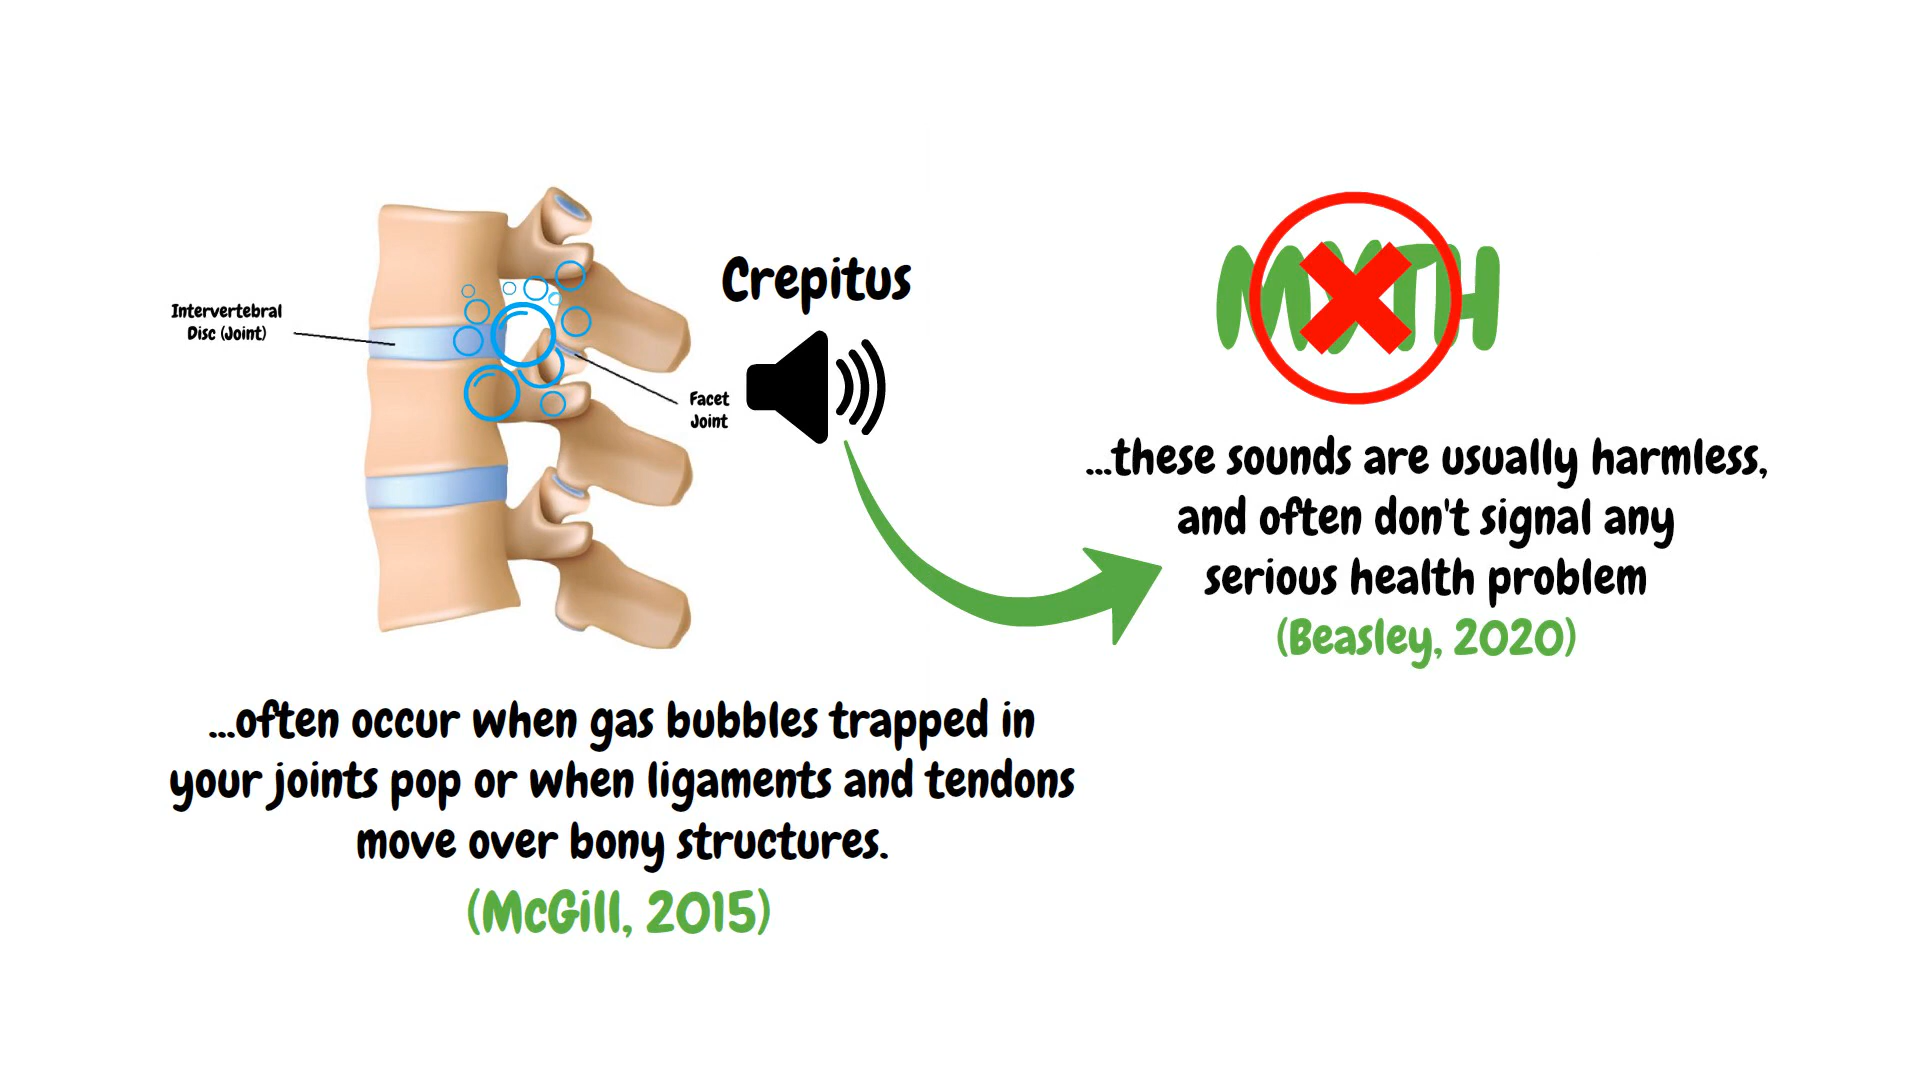 Intervertebral
Disc (Joint)
Facet
Joint
Crepitus
...often occur when gas bubbles trapped in
your joints pop or when ligaments and tendons
move over bony structures.
(McGill, 2015)
MYTH
...these sounds are usually harmless,
and often don't signal any
serious health problem
(Beasley, 2020)